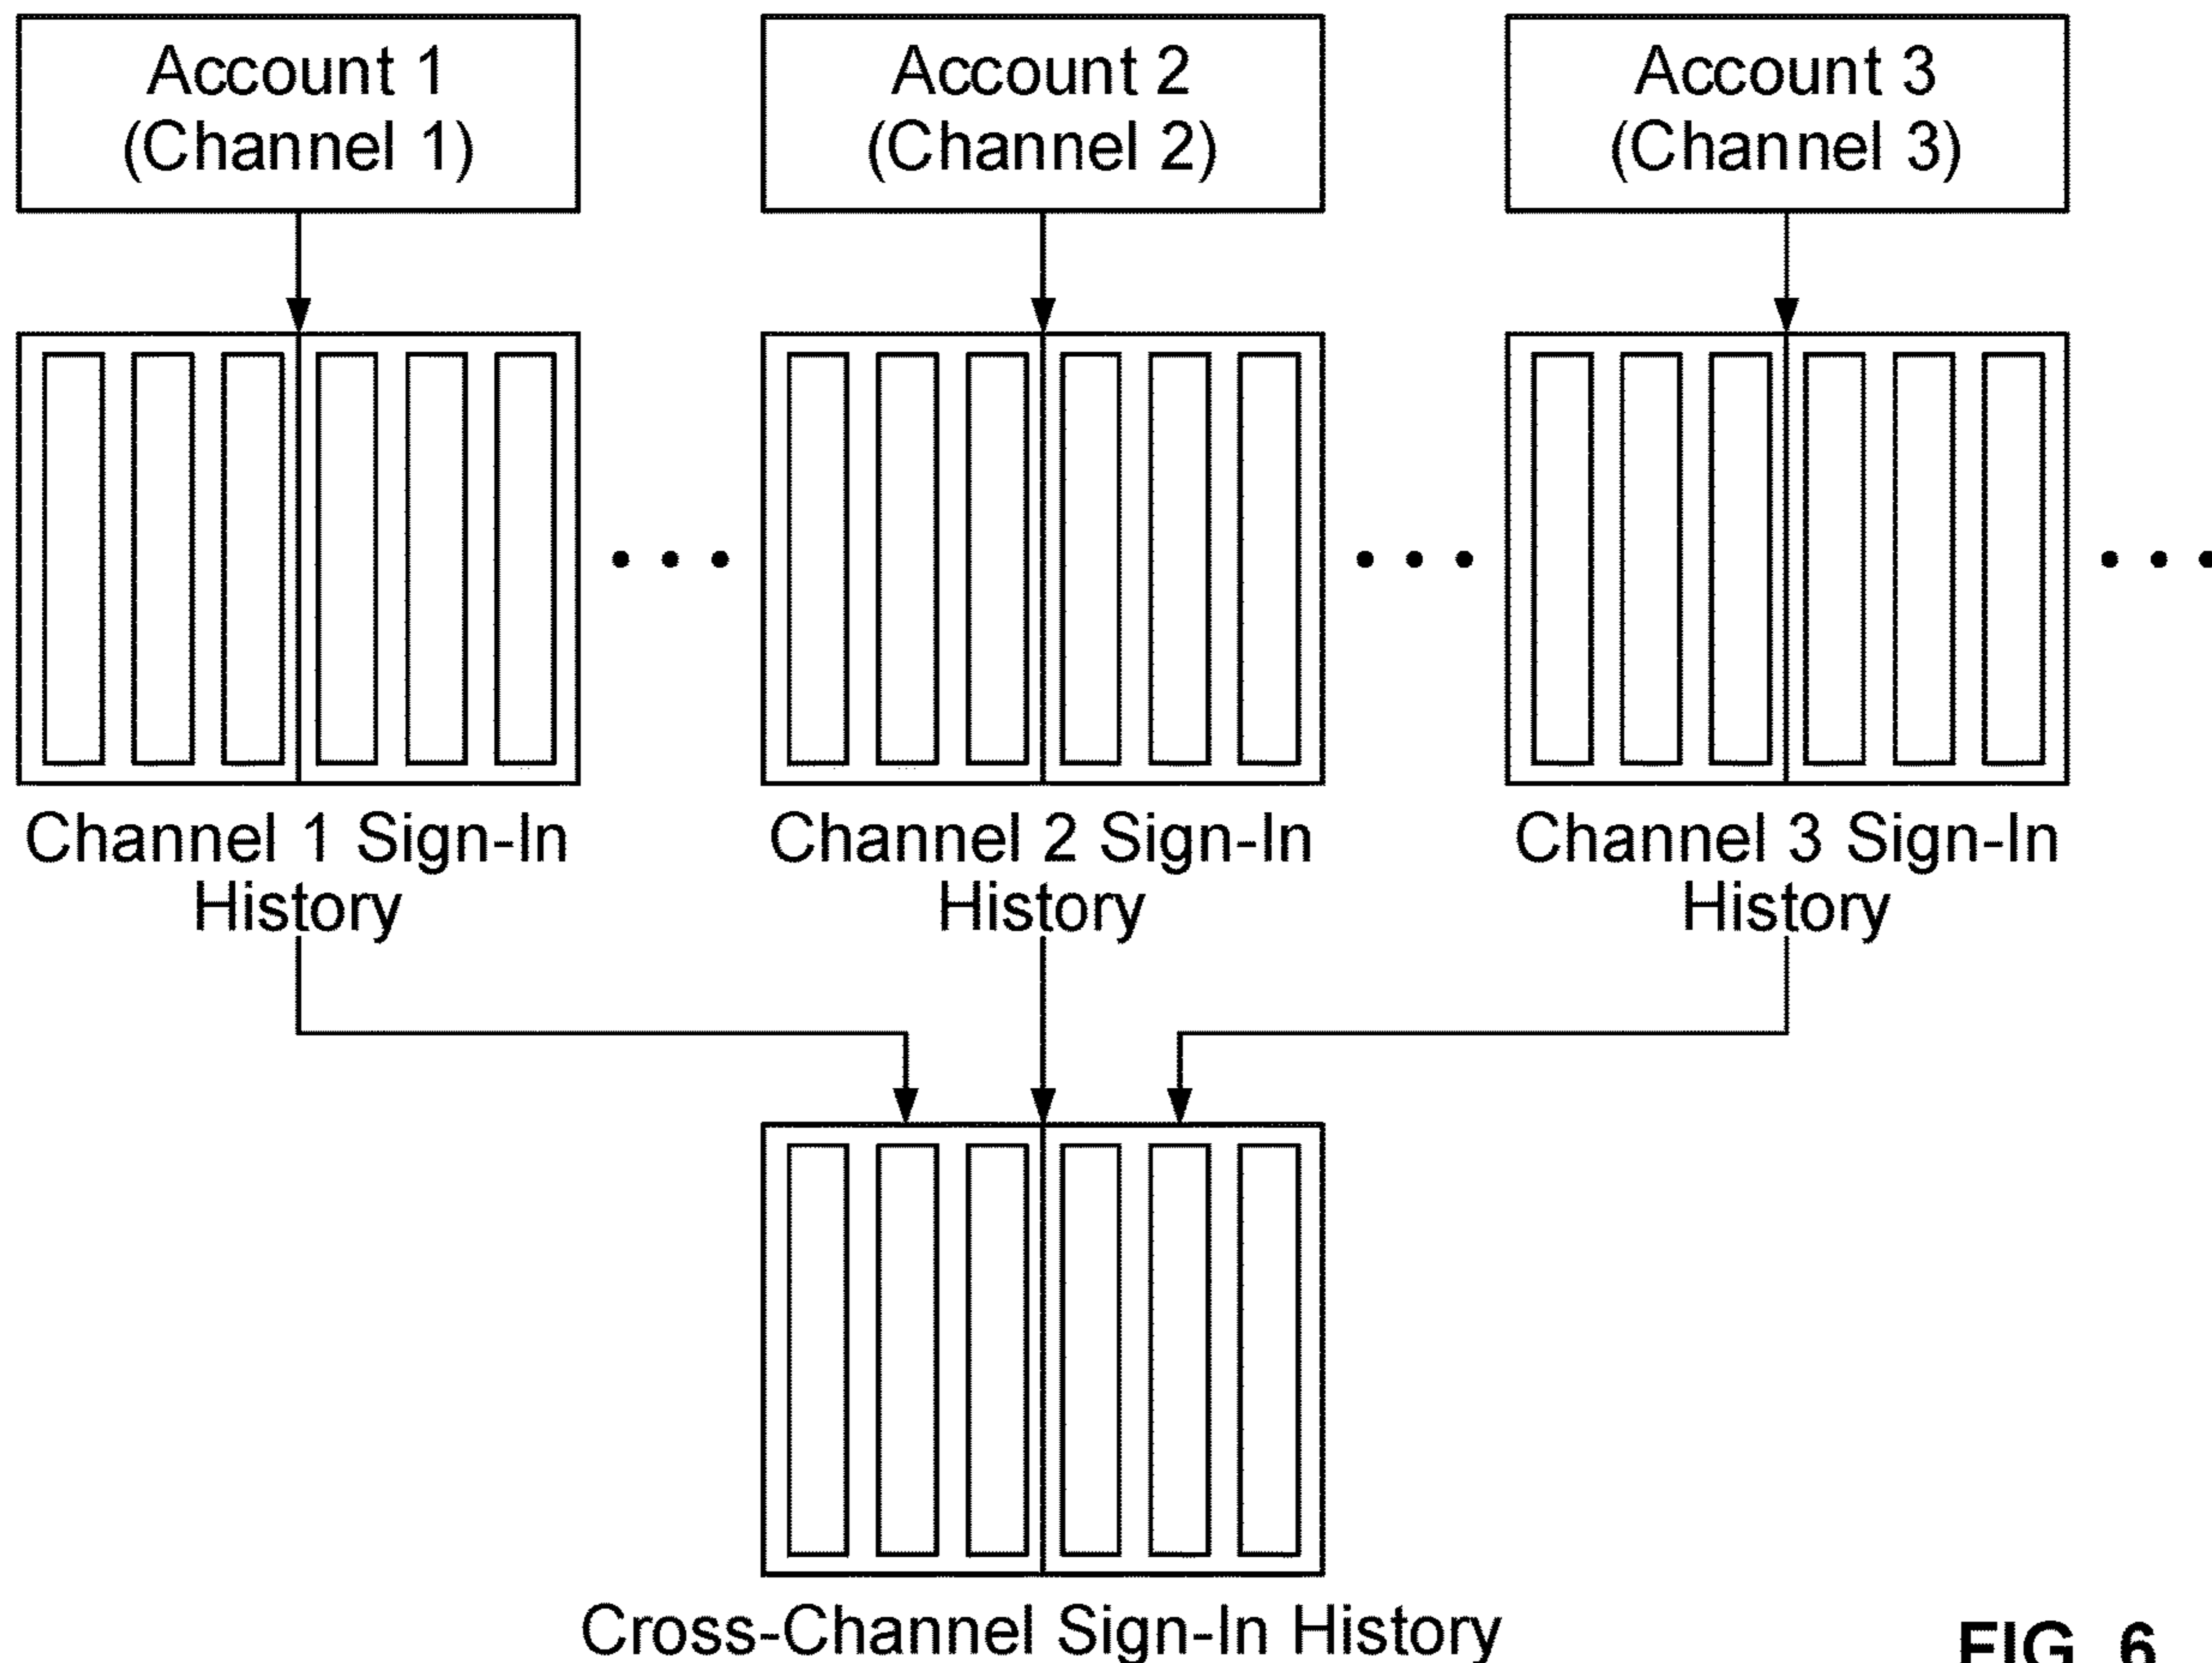 Account 1
(Channel 1)
Account 2
(Channel 2)
Account 3
(Channel 3)
Channel 1 Sign-In
History
Channel 2 Sign-In
History
Channel 3 Sign-In
History
Cross-Channel Sign-In History
FIG. 6